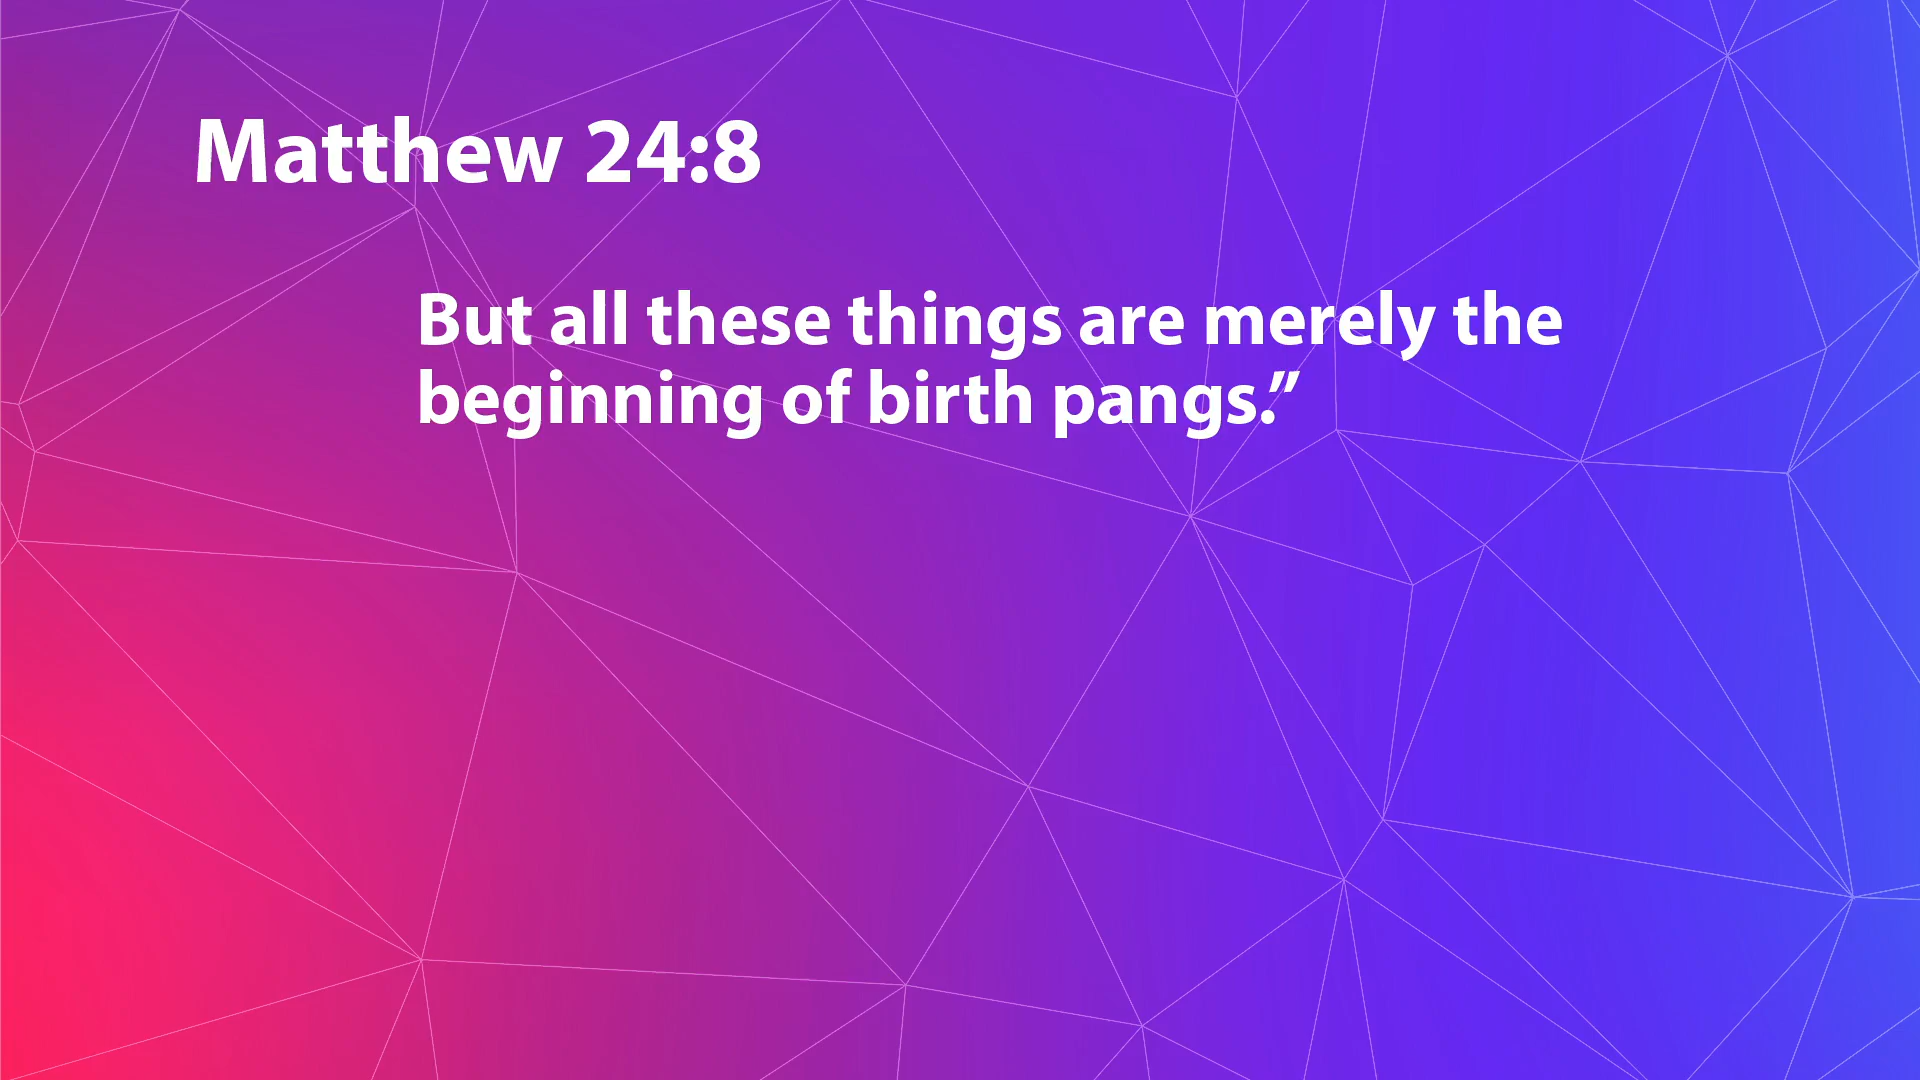 Matthew 24:8
But all these things are merely the
beginning of birth pangs.”